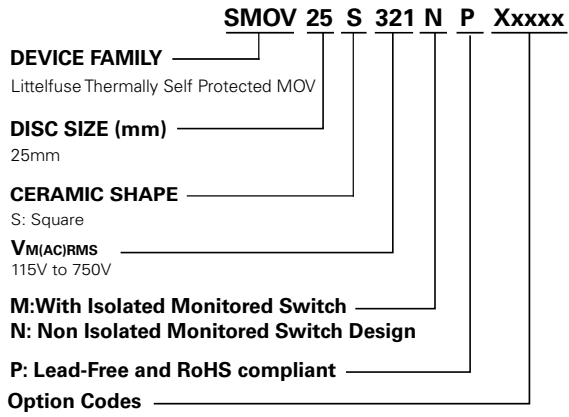 SMOV 25 S 321 N P Xxxxx
DEVICE FAMILY
Littelfuse Thermally Self Protected MOV
DISC SIZE (mm)
25mm
CERAMIC SHAPE
S: Square
VM(AC)RMS
115V to 750V
M:With Isolated Monitored Switch
N: Non Isolated Monitored Switch Design
P: Lead-Free and RoHS compliant
Option Codes